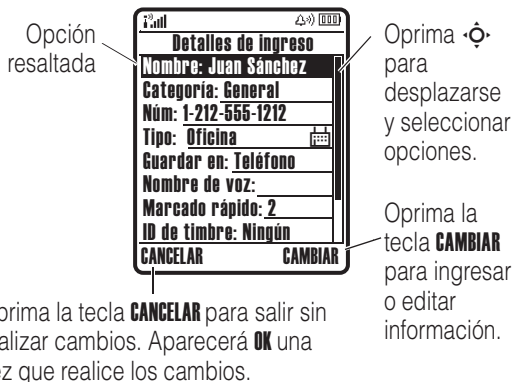 Opción
resaltada
Detalles de ingreso
Nombre: Juan Sánchez
Categoría: General
Núm: 1-212-555-1212
Tipo: Oficina
Guardar en: Teléfono
Nombre de voz:
Marcado rápido: 2
ID de timbre: Ningún
CANCELAR CAMBIAR
Oprima
para
desplazarse
y seleccionar
opciones.
Oprima la
tecla CAMBIAR
para ingresar
o editar
información.
prima la tecla CANCELAR para salir sin
alizar cambios. Aparecerá OK una
ez que realice los cambios.